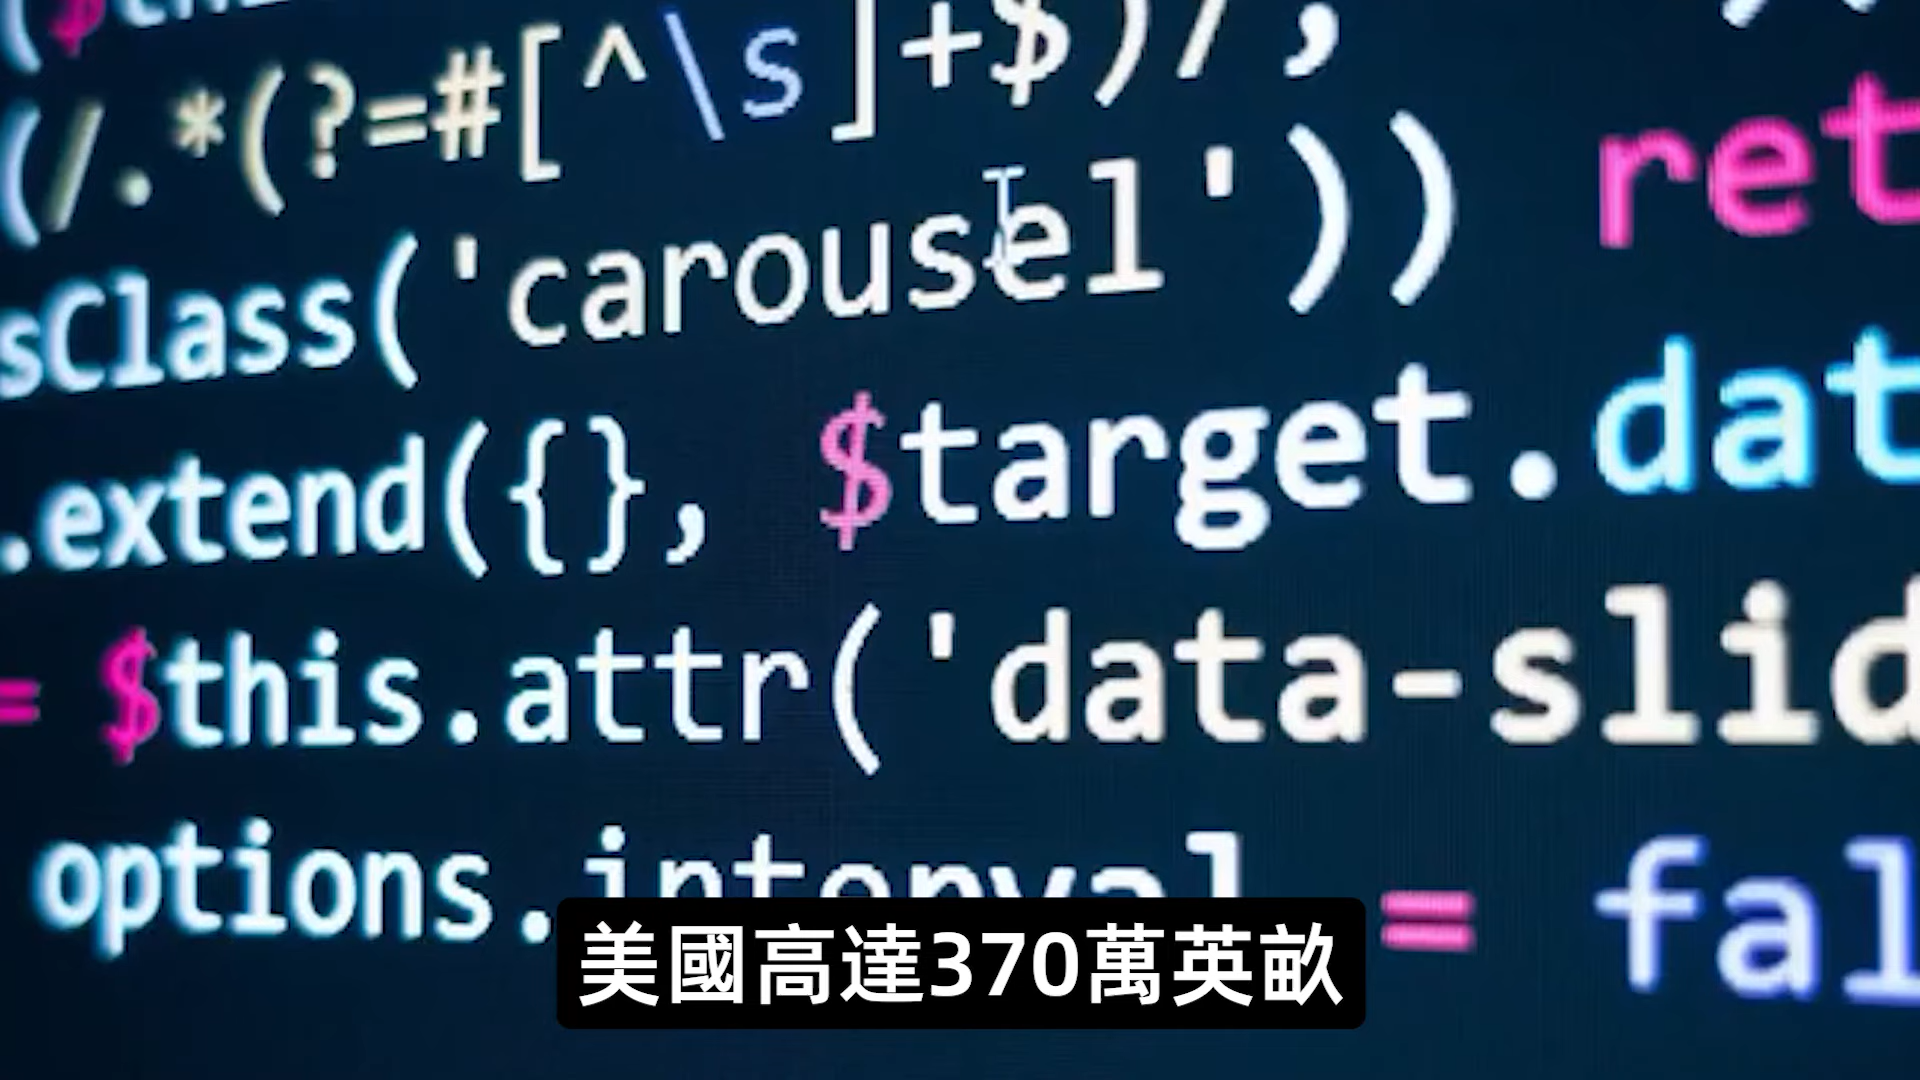 (/.*(?=#[^\s]+$)/,
sClass('carousel')) ret
.extend({}, $target.dat
= $this.attr('data-slid
options.interval = fal
美國高達370萬英畝